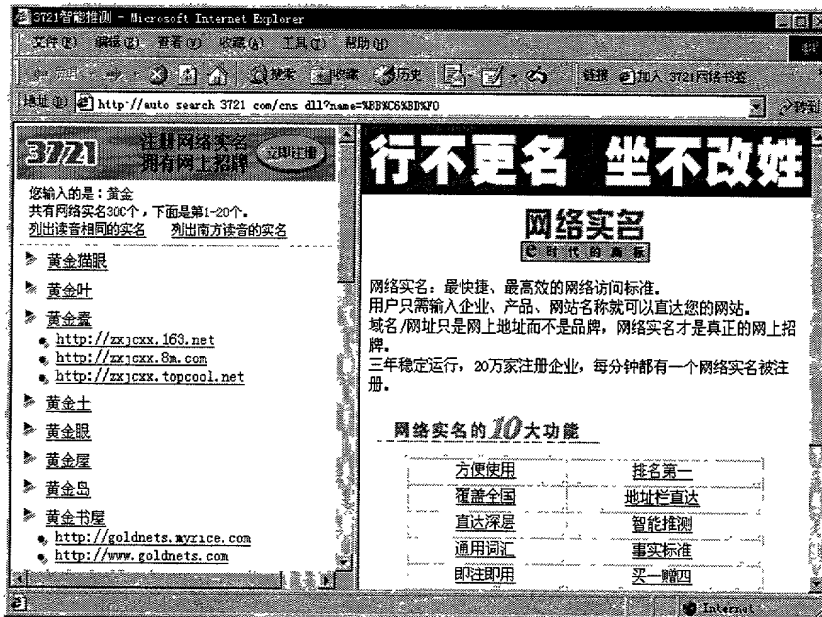 3721智能推测 - Microsoft Internet Explorer
文件(F) 编辑(E) 查看(V) 收藏(A) 工具(T) 帮助(H)
搜索 收藏 历史 链接 加入 3721网络书签
地址(D) http://auto search 3721 com/cns dll?name=%BB%C6%BD%F0 转到
3721 注册网络实名 拥有网上招牌 立即注册
您输入的是:黄金
共有网络实名300个,下面是第1-20个。
列出读音相同的实名 列出南方读音的实名
黄金猫眼
黄金叶
黄金耋
http://zxjcxx.163.net
http://zxjcxx.8m.com
http://zxjcxx.topcool.net
黄金土
黄金眼
黄金屋
黄金岛
黄金书屋
http://goldnets.myrice.com
http://www.goldnets.com
行不更名 坐不改姓
网络实名
e时代的商标
网络实名:最快捷、最高效的网络访问标准。
用户只需输入企业、产品、网站名称就可以直达您的网站。
域名/网址只是网上地址而不是品牌,网络实名才是真正的网上招
牌。
三年稳定运行,20万家注册企业,每分钟都有一个网络实名被注
册。
网络实名的10大功能
方便使用 排名第一
覆盖全国 地址栏直达
直达深层 智能推测
通用词汇 事实标准
即注即用 买一赠四
Internet